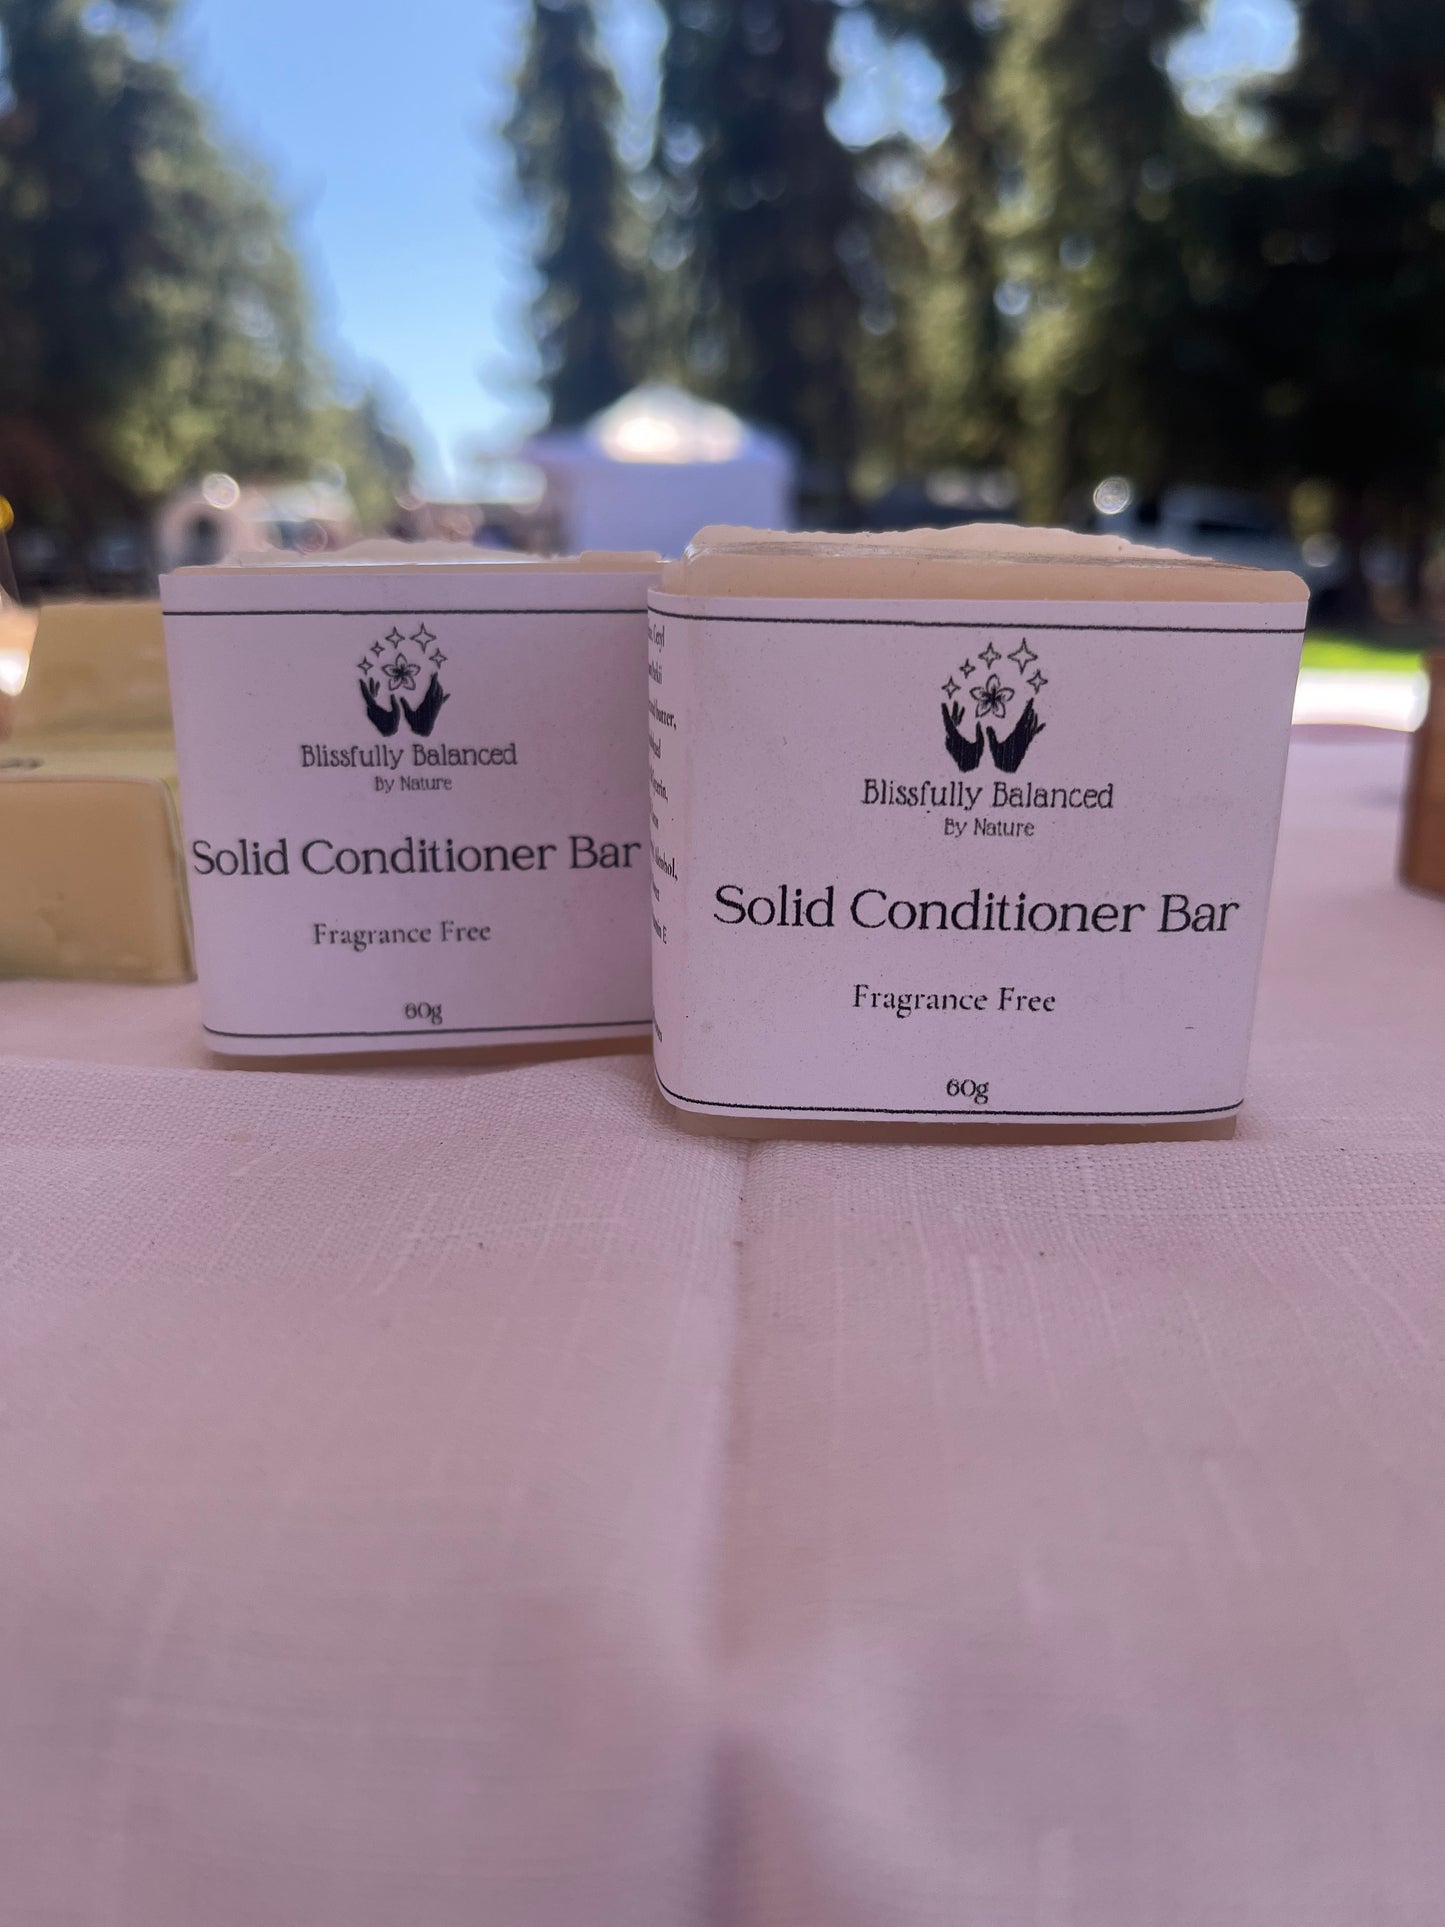 Blissfully Balanced
By Nature
Solid Conditioner Bar
Fragrance Free
60g
Blissfully Balanced
By Nature
Solid Conditioner Bar
Fragrance Free
60g